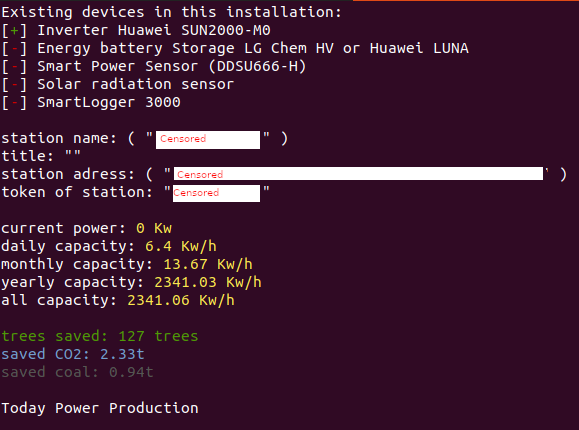 Existing devices in this installation:
[+] Inverter Huawei SUN2000-M0
[-] Energy battery Storage LG Chem HV or Huawei LUNA
[-] Smart Power Sensor (DDSU666-H)
[-] Solar radiation sensor
[-] SmartLogger 3000
station name: ( "Censored" )
title: ""
station adress: ( "Censored" )
token of station: "Censored"
current power: 0 Kw
daily capacity: 6.4 Kw/h
monthly capacity: 13.67 Kw/h
yearly capacity: 2341.03 Kw/h
all capacity: 2341.06 Kw/h
trees saved: 127 trees
saved CO2: 2.33t
saved coal: 0.94t
Today Power Production